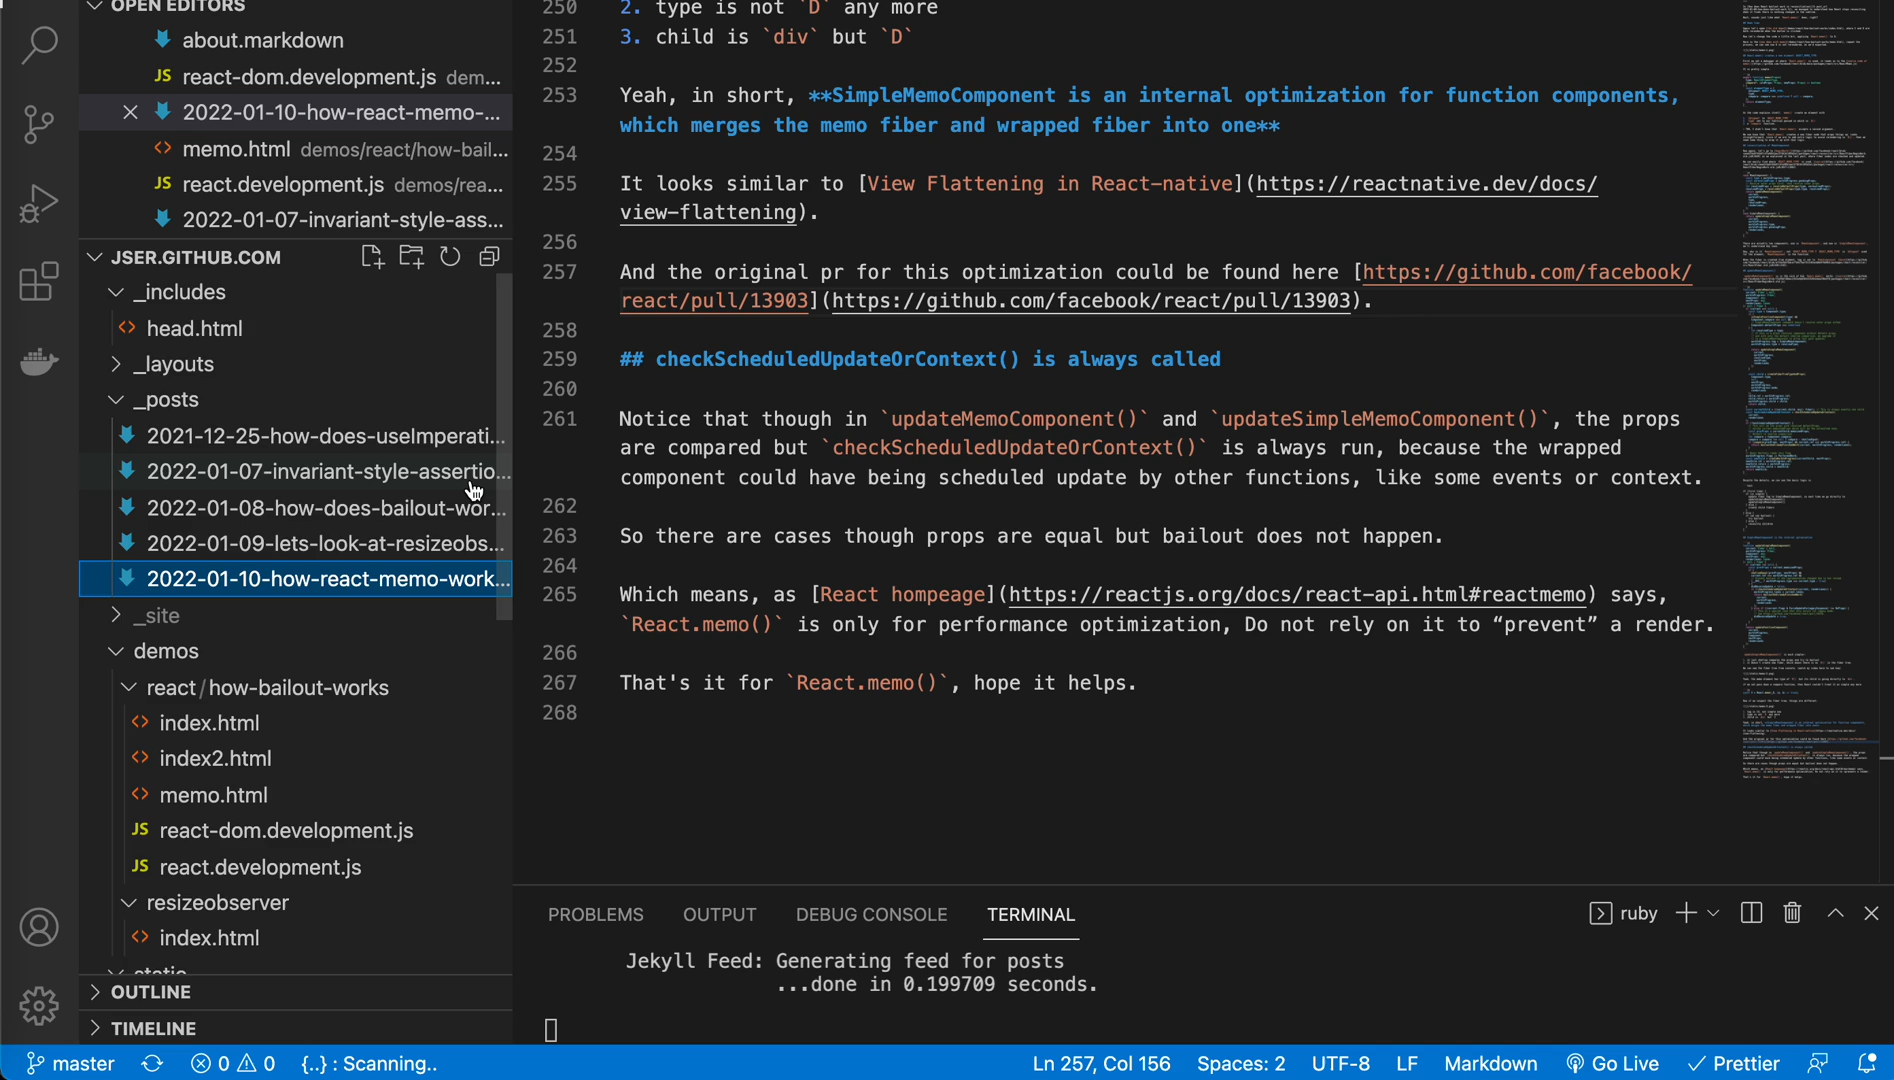 OPEN EDITORS
about.markdown
react-dom.development.js dem...
2022-01-10-how-react-memo-...
memo.html demos/react/how-bail...
react.development.js demos/rea...
2022-01-07-invariant-style-ass...
JSER.GITHUB.COM
_includes
head.html
_layouts
_posts
2021-12-25-how-does-useImperati...
2022-01-07-invariant-style-assertio...
2022-01-08-how-does-bailout-wor...
2022-01-09-lets-look-at-resizeobs...
2022-01-10-how-react-memo-work...
_site
demos
react/how-bailout-works
index.html
index2.html
memo.html
react-dom.development.js
react.development.js
resizeobserver
index.html
static
OUTLINE
TIMELINE
250 2. type is not `D` any more
251 3. child is `div` but `D`
252
253 Yeah, in short, **SimpleMemoComponent is an internal optimization for function components,
which merges the memo fiber and wrapped fiber into one**
254
255 It looks similar to [View Flattening in React-native](https://reactnative.dev/docs/
view-flattening).
256
257 And the original pr for this optimization could be found here [https://github.com/facebook/
react/pull/13903](https://github.com/facebook/react/pull/13903).
258
259 ## checkScheduledUpdateOrContext() is always called
260
261 Notice that though in `updateMemoComponent()` and `updateSimpleMemoComponent()`, the props
are compared but `checkScheduledUpdateOrContext()` is always run, because the wrapped
component could have being scheduled update by other functions, like some events or context.
262
263 So there are cases though props are equal but bailout does not happen.
264
265 Which means, as [React hompeage](https://reactjs.org/docs/react-api.html#reactmemo) says,
`React.memo()` is only for performance optimization, Do not rely on it to “prevent” a render.
266
267 That's it for `React.memo()`, hope it helps.
268
PROBLEMS OUTPUT DEBUG CONSOLE TERMINAL ruby
Jekyll Feed: Generating feed for posts
...done in 0.199709 seconds.
master 0 0 {..} : Scanning.. Ln 257, Col 156 Spaces: 2 UTF-8 LF Markdown Go Live Prettier